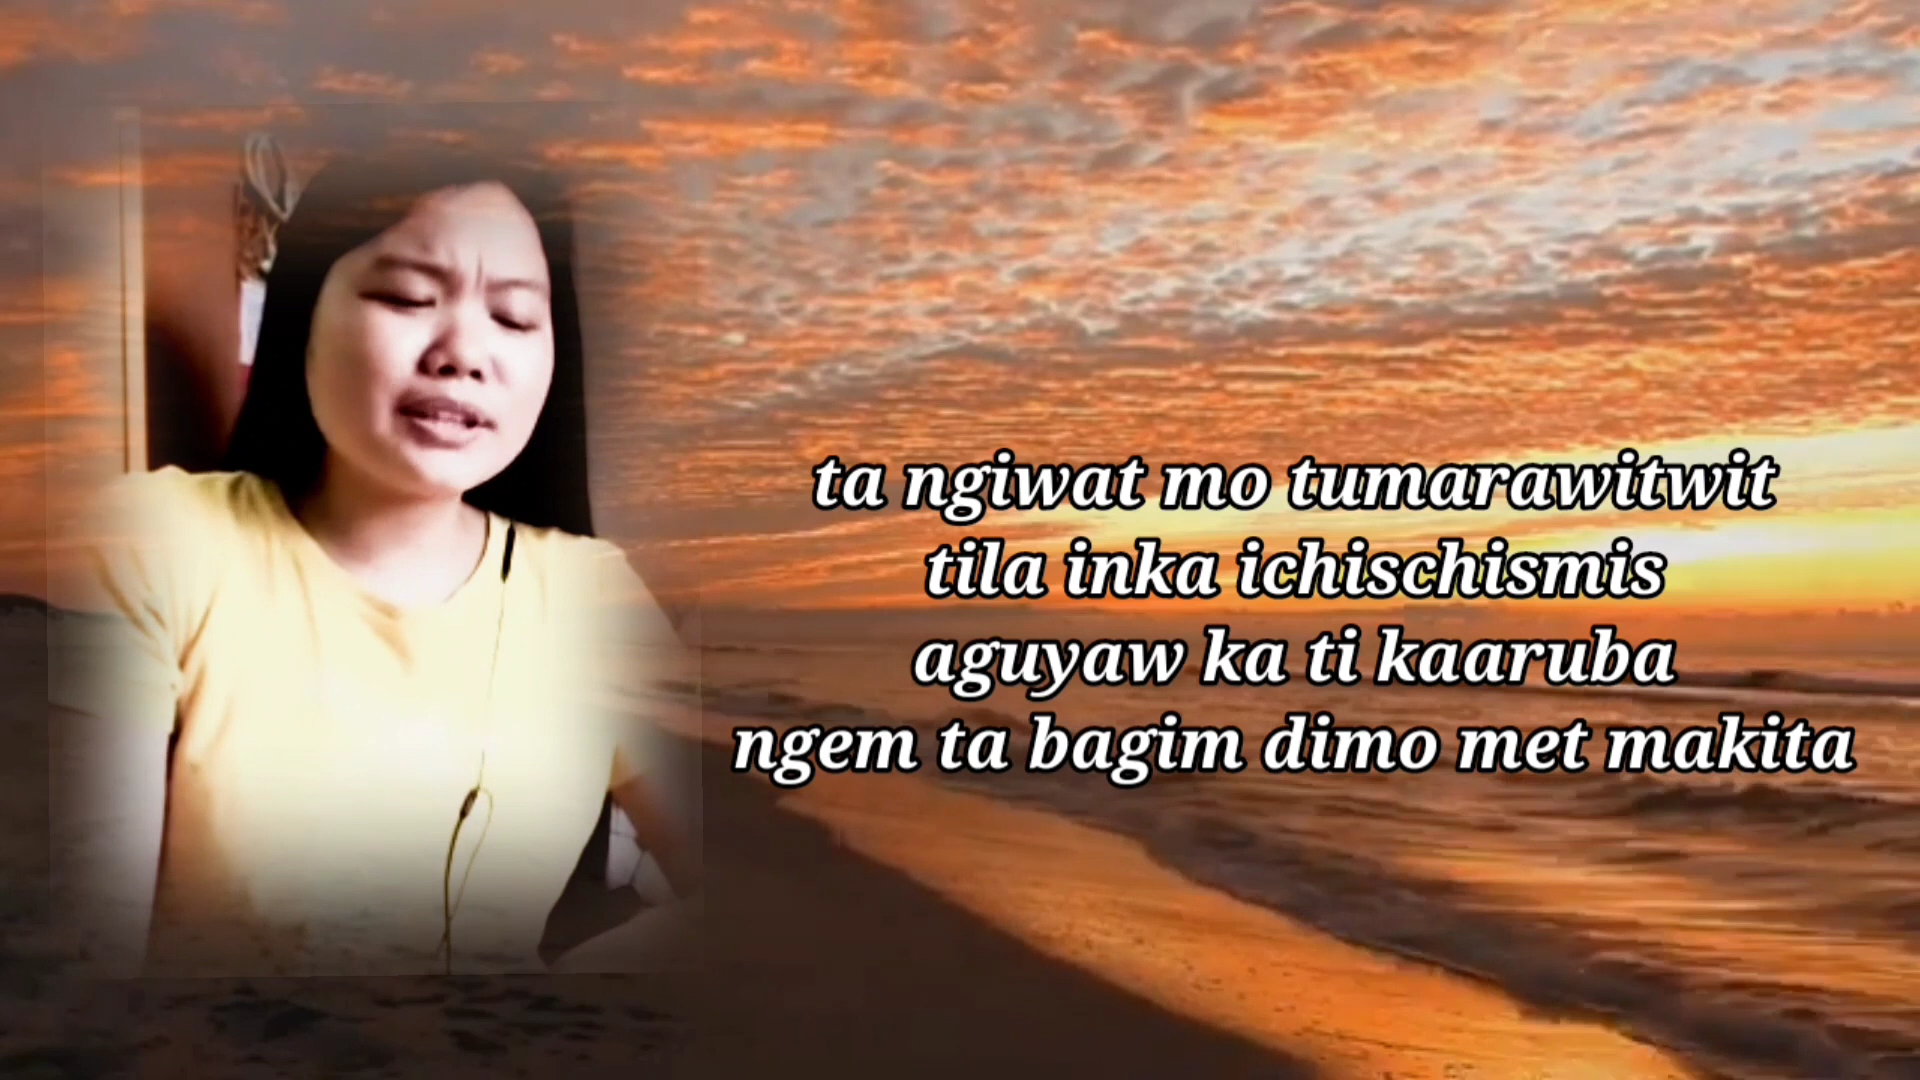 ta ngiwat mo tumarawitwit
tila inka ichischismis
aguyaw ka ti kaaruba
ngem ta bagim dimo met makita